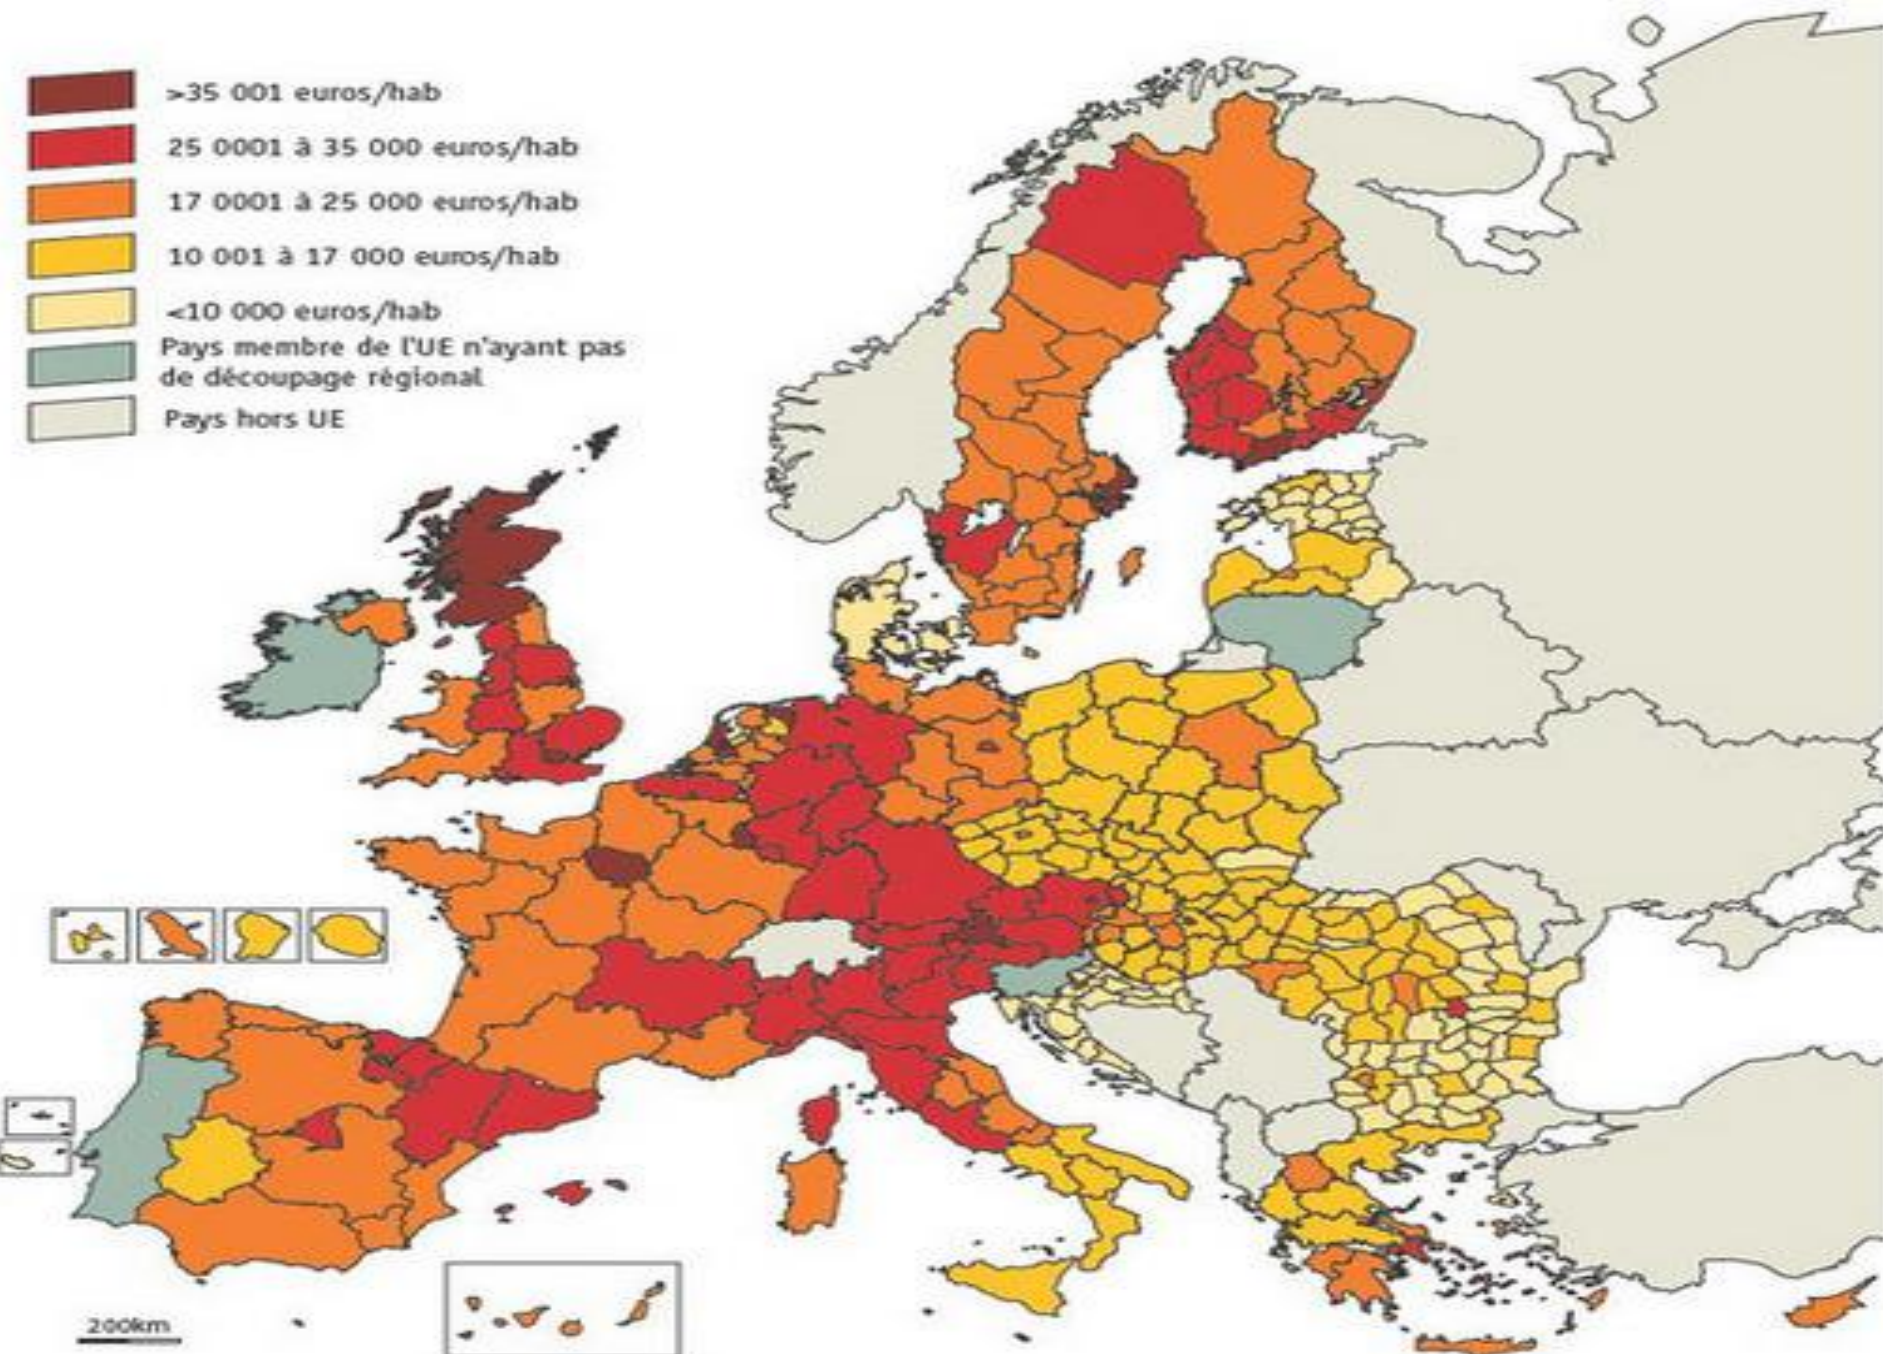 >35 001 euros/hab
25 0001 à 35 000 euros/hab
17 0001 à 25 000 euros/hab
10 001 à 17 000 euros/hab
<10 000 euros/hab
Pays membre de l'UE n'ayant pas
de découpage règional
Pays hors UE
200km